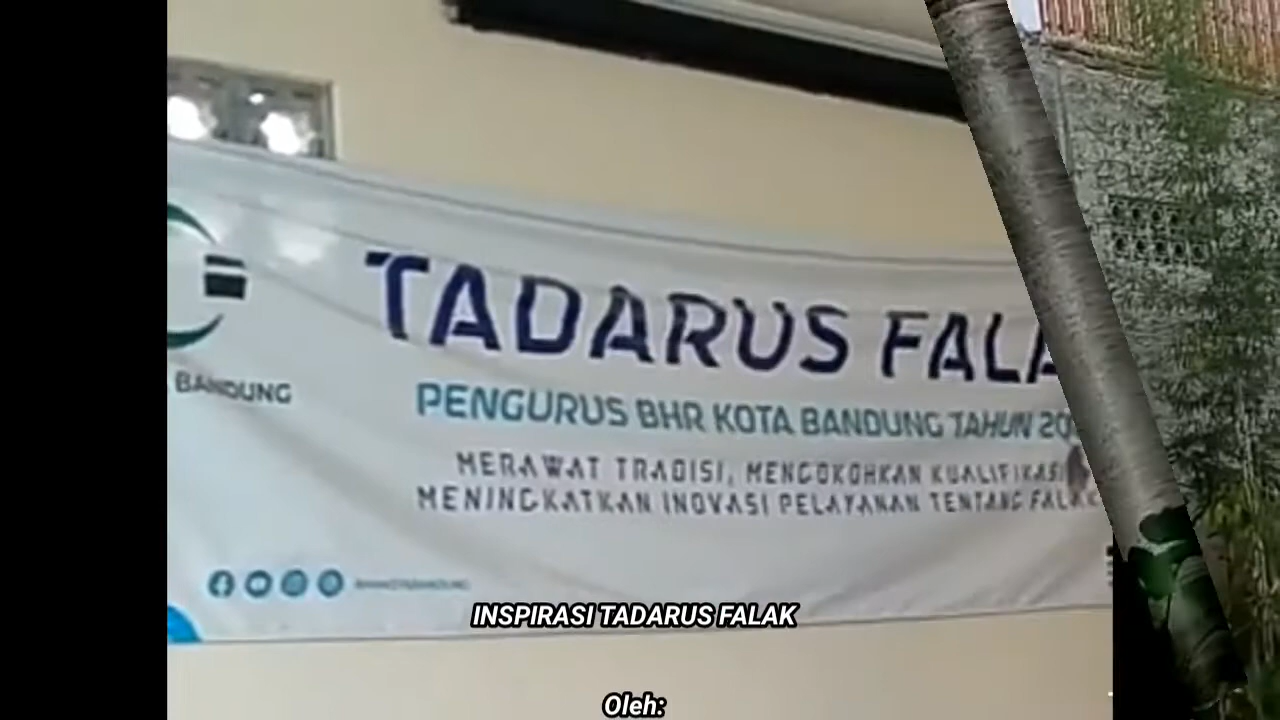 BANDUNG
TADARUS FALA
PENGURUS BHR KOTA BANDUNG TAHUN 20
MERAWAT TRADISI, MENGOKOHKAN KUALIFIKASI
MENINGKATKAN INOVASI PELAYANAN TENTANG FALAK
INSPIRASI TADARUS FALAK
Oleh: